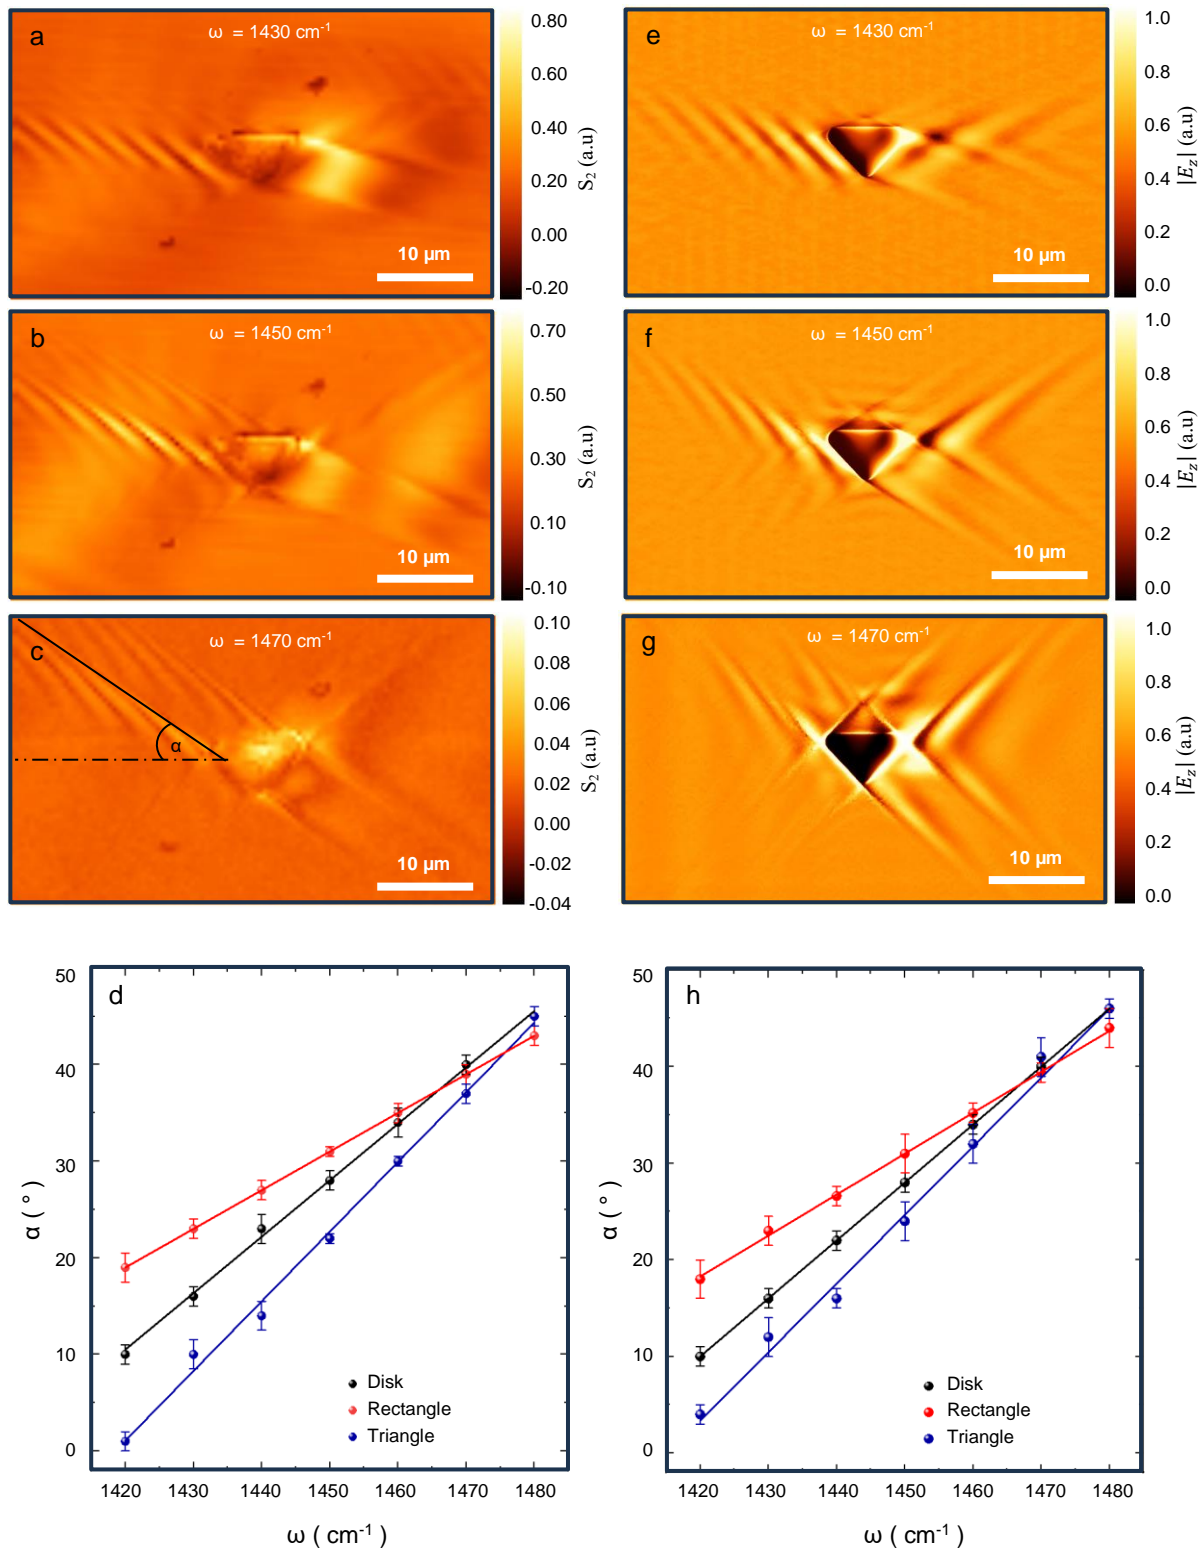 a
ω = 1430 cm-1
10 µm
0.80
0.60
0.40
0.20
0.00
-0.20
S2 (a.u)
e
ω = 1430 cm-1
10 µm
1.0
0.8
0.6
0.4
0.2
0.0
|Ez| (a.u)
b
ω = 1450 cm-1
10 µm
0.70
0.50
0.30
0.10
-0.10
S2 (a.u)
f
ω = 1450 cm-1
10 µm
1.0
0.8
0.6
0.4
0.2
0.0
|Ez| (a.u)
c
ω = 1470 cm-1
α
10 µm
0.10
0.08
0.06
0.04
0.02
0.00
-0.02
-0.04
S2 (a.u)
g
ω = 1470 cm-1
10 µm
1.0
0.8
0.6
0.4
0.2
0.0
|Ez| (a.u)
d
50
40
30
20
10
0
α ( ° )
Disk
Rectangle
Triangle
1420 1430 1440 1450 1460 1470 1480
ω ( cm-1 )
h
50
40
30
20
10
0
α ( ° )
Disk
Rectangle
Triangle
1420 1430 1440 1450 1460 1470 1480
ω ( cm-1 )